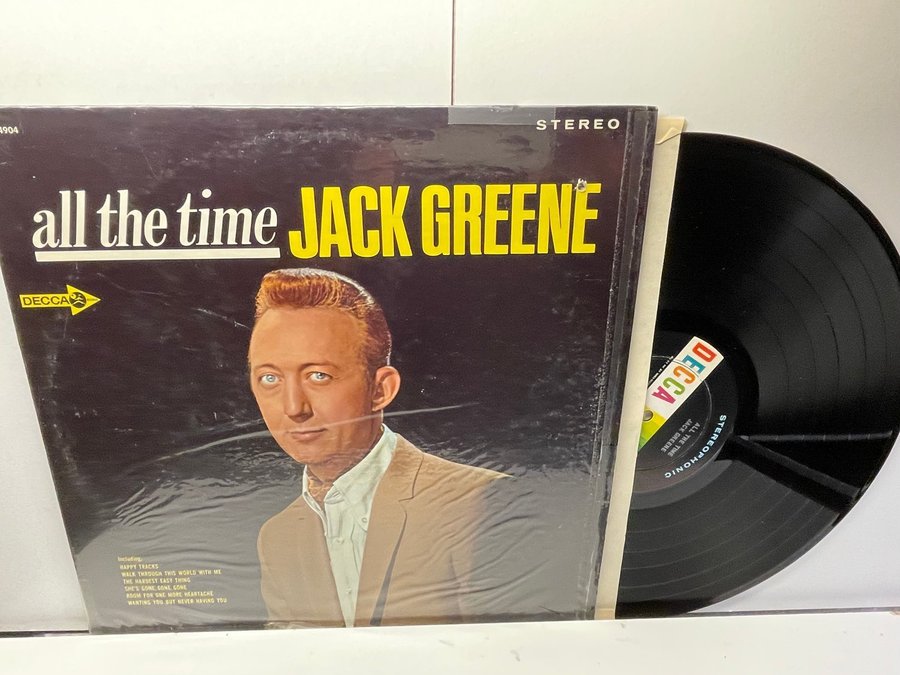 4904
STEREO
all the time JACK GREENE
DECCA
Including,
HAPPY TRACKS
WALK THROUGH THIS WORLD WITH ME
THE HARDEST EASY THING
SHE'S GONE GONE GONE
ROOM FOR ONE MORE HEARTACHE
WANTING YOU BUT NEVER HAVING YOU
DECCA
STEREOPHONIC
ALL THE TIME
JACK GREENE